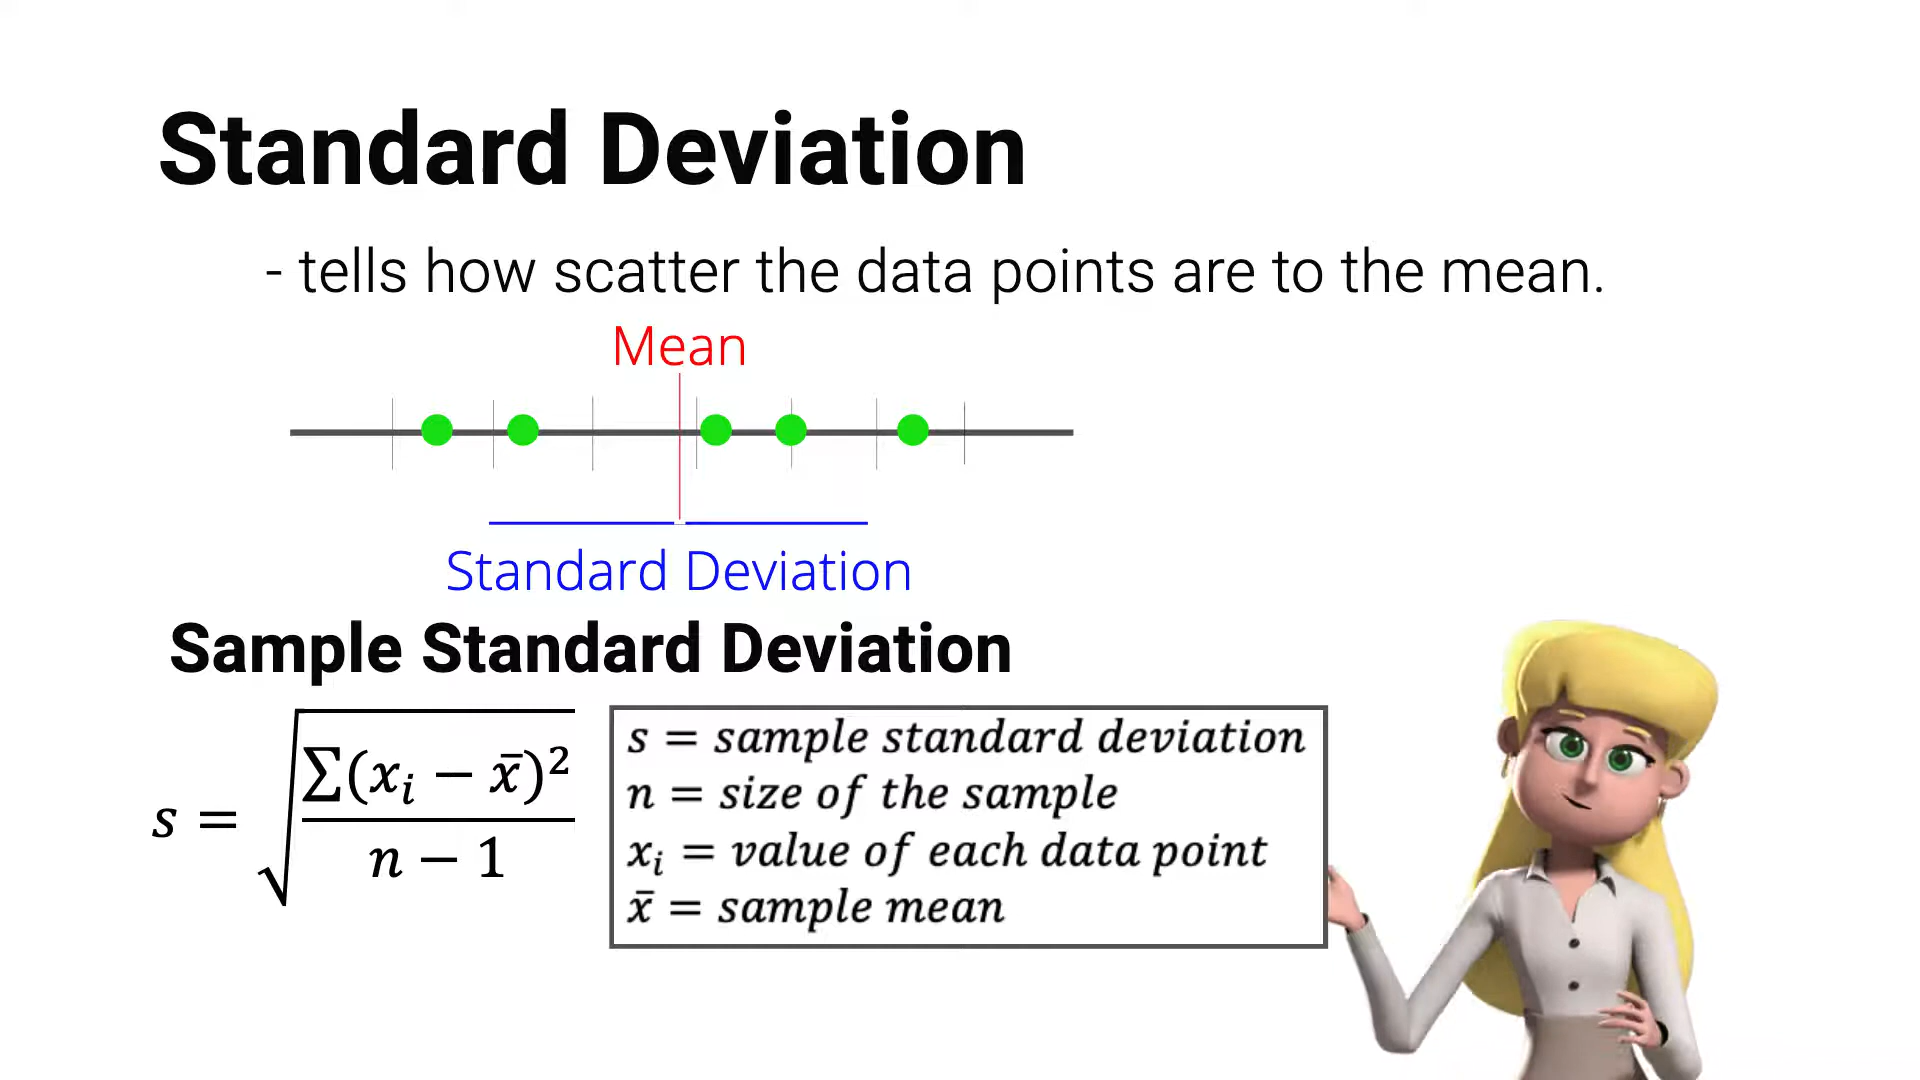 Standard Deviation
- tells how scatter the data points are to the mean.
Mean
Standard Deviation
Sample Standard Deviation
s = √(∑(xᵢ − x̄)² / (n − 1))
s = sample standard deviation
n = size of the sample
xᵢ = value of each data point
x̄ = sample mean